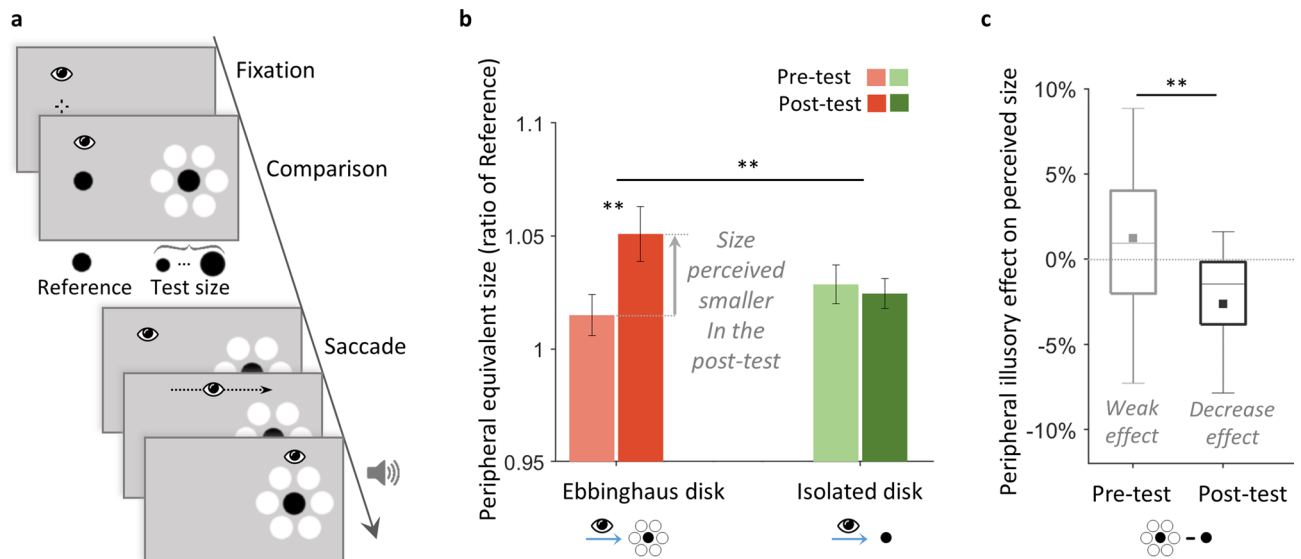 a
Fixation
Comparison
Reference
Test size
...
Saccade
b
Peripheral equivalent size (ratio of Reference)
Pre-test
Post-test
1.1
1.05
1
0.95
**
**
Size
perceived
smaller
In the
post-test
Ebbinghaus disk
Isolated disk
c
Peripheral illusory effect on perceived size
10%
5%
0%
-5%
-10%
**
Weak
effect
Decrease
effect
Pre-test
Post-test